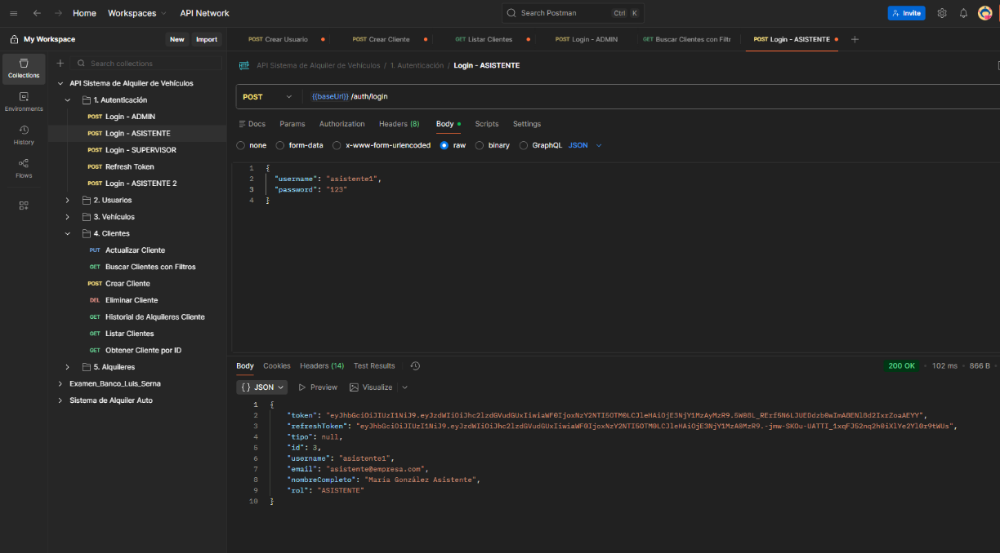 Home Workspaces API Network
Search Postman Ctrl K
Invite
My Workspace New Import
POST Crear Usuario
POST Crear Cliente
GET Listar Clientes
POST Login - ADMIN
GET Buscar Clientes con Filtr
POST Login - ASISTENTE
Collections
Environments
History
Flows
Search collections
API Sistema de Alquiler de Vehículos
1. Autenticación
POST Login - ADMIN
POST Login - ASISTENTE
POST Login - SUPERVISOR
POST Refresh Token
POST Login - ASISTENTE 2
2. Usuarios
3. Vehículos
4. Clientes
PUT Actualizar Cliente
GET Buscar Clientes con Filtros
POST Crear Cliente
DEL Eliminar Cliente
GET Historial de Alquileres Cliente
GET Listar Clientes
GET Obtener Cliente por ID
5. Alquileres
Examen_Banco_Luis_Serna
Sistema de Alquiler Auto
API Sistema de Alquiler de Vehículos / 1. Autenticación / Login - ASISTENTE
POST {{baseUrl}} /auth/login
Docs Params Authorization Headers (8) Body Scripts Settings
none form-data x-www-form-urlencoded raw binary GraphQL JSON
1 {
2 "username": "asistente1",
3 "password": "123"
4 }
Body Cookies Headers (14) Test Results
200 OK 102 ms 866 B
{ } JSON Preview Visualize
1 {
2 "token":
3 "refreshToken":
4 "tipo": null,
5 "id": 3,
6 "username": "asistente1",
7 "email": "asistente@empresa.com",
8 "nombreCompleto": "María González Asistente",
9 "rol": "ASISTENTE"
10 }